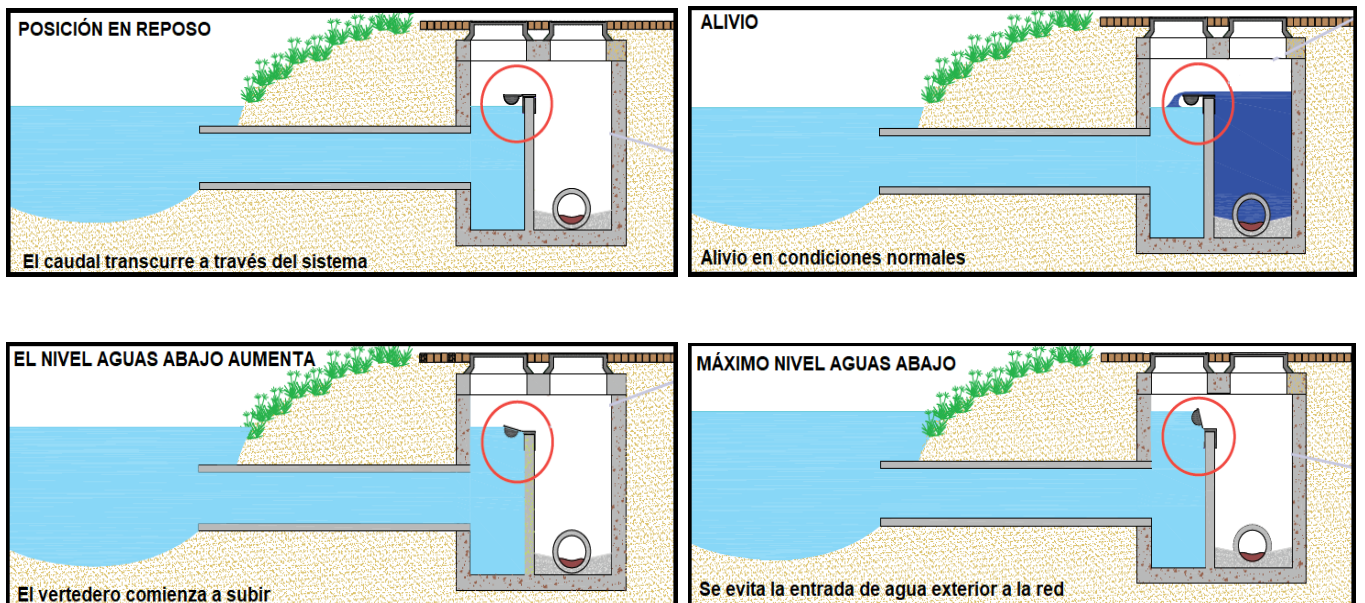 POSICIÓN EN REPOSO
El caudal transcurre a través del sistema
ALIVIO
Alivio en condiciones normales
EL NIVEL AGUAS ABAJO AUMENTA
El vertedero comienza a subir
MÁXIMO NIVEL AGUAS ABAJO
Se evita la entrada de agua exterior a la red